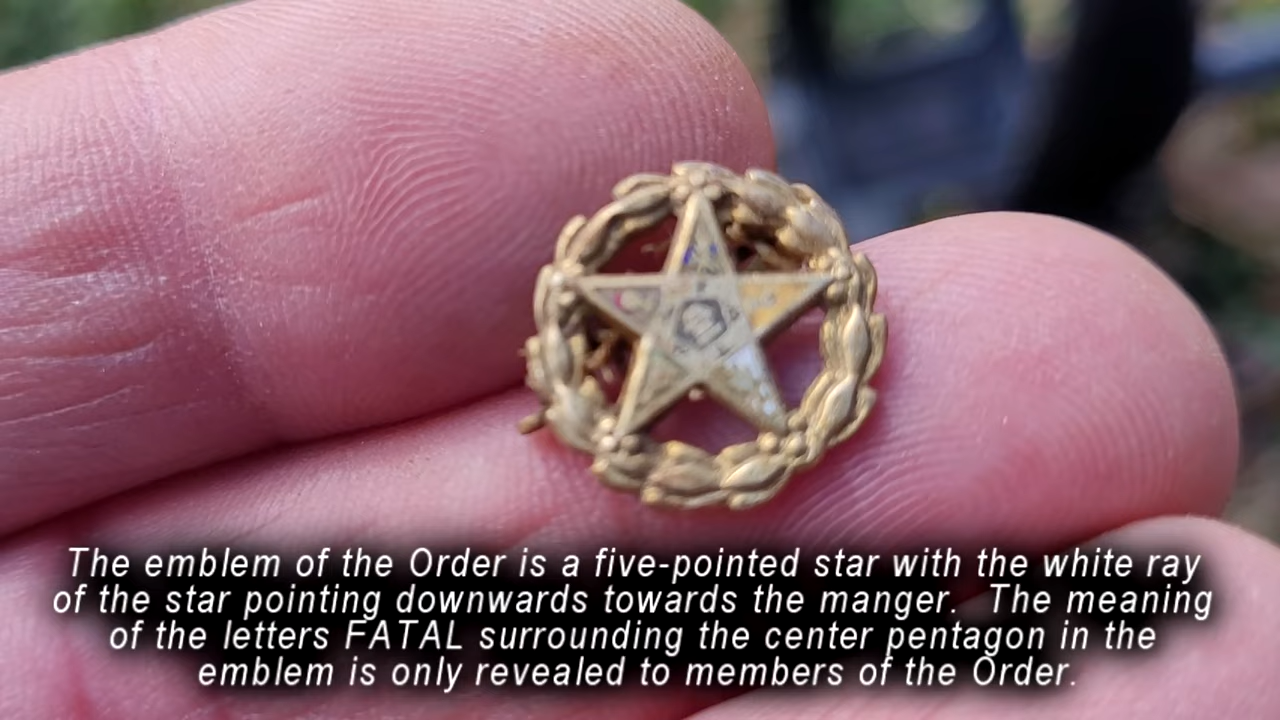 The emblem of the Order is a five-pointed star with the white ray
of the star pointing downwards towards the manger.  The meaning
of the letters FATAL surrounding the center pentagon in the
emblem is only revealed to members of the Order.